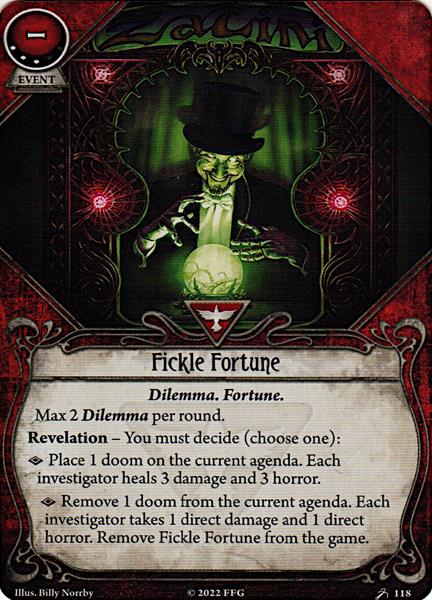 –
EVENT
Zoltar
Fickle Fortune
Dilemma. Fortune.
Max 2 Dilemma per round.
Revelation – You must decide (choose one):
Place 1 doom on the current agenda. Each
investigator heals 3 damage and 3 horror.
Remove 1 doom from the current agenda. Each
investigator takes 1 direct damage and 1 direct
horror. Remove Fickle Fortune from the game.
Illus. Billy Norrby
© 2022 FFG
118